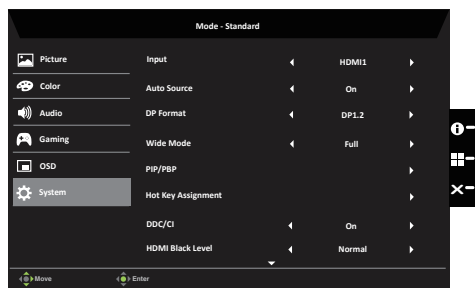 Mode - Standard
Picture
Color
Audio
Gaming
OSD
System
Input HDMI1
Auto Source On
DP Format DP1.2
Wide Mode Full
PIP/PBP
Hot Key Assignment
DDC/CI On
HDMI Black Level Normal
Move Enter